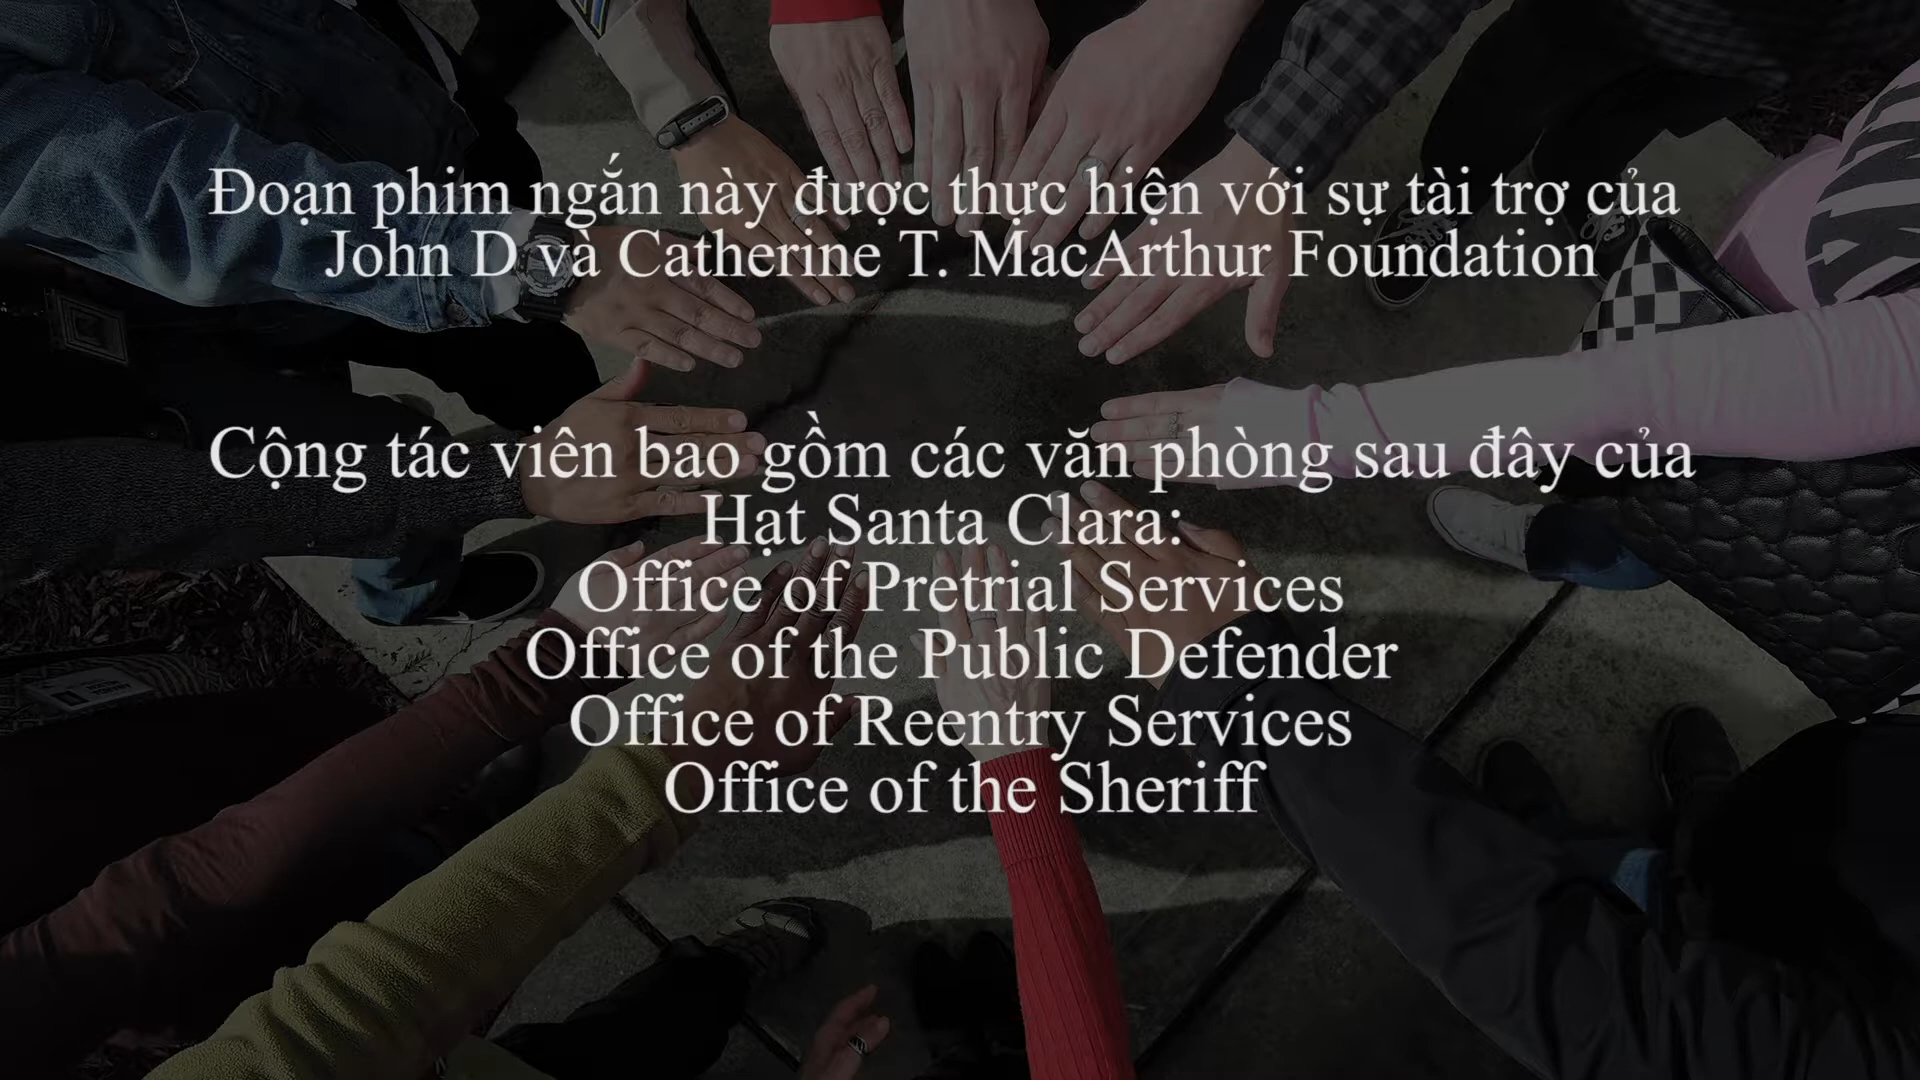 Đoạn phim ngắn này được thực hiện với sự tài trợ của
John D và Catherine T. MacArthur Foundation
Cộng tác viên bao gồm các văn phòng sau đây của
Hạt Santa Clara:
Office of Pretrial Services
Office of the Public Defender
Office of Reentry Services
Office of the Sheriff